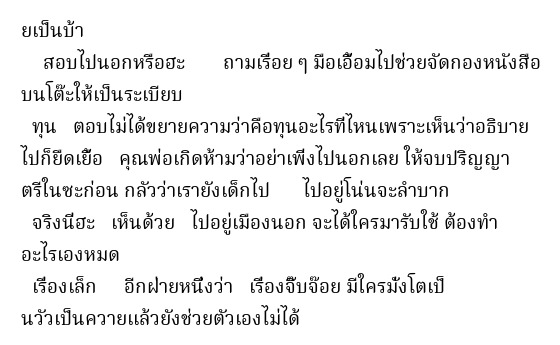 ยเป็นบ้า
สอบไปนอกหรือฮะ ถามเรื่อย ๆ มือเอื้อมไปช่วยจัดกองหนังสือ
บนโต๊ะให้เป็นระเบียบ
ทุน ตอบไม่ได้ขยายความว่าคือทุนอะไรที่ไหนเพราะเห็นว่าอธิบาย
ไปก็ยืดเยื้อ คุณพ่อเกิดห้ามว่าอย่าเพิ่งไปนอกเลย ให้จบปริญญา
ตรีในซะก่อน กลัวว่าเรายังเด็กไป ไปอยู่โน่นจะลำบาก
จริงนีฮะ เห็นด้วย ไปอยู่เมืองนอก จะได้ใครมารับใช้ ต้องทำ
อะไรเองหมด
เรื่องเล็ก อีกฝ่ายหนึ่งว่า เรื่องจิ๊บจ๊อย มีใครมั่งโตเป็
นวัวเป็นควายแล้วยังช่วยตัวเองไม่ได้